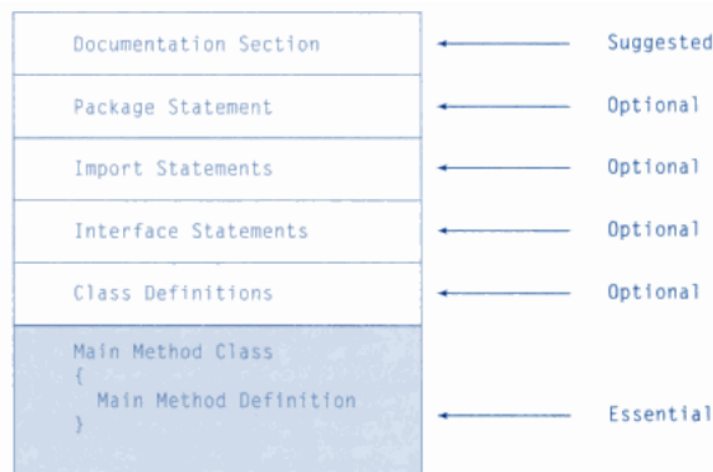 Documentation Section Suggested
Package Statement Optional
Import Statements Optional
Interface Statements Optional
Class Definitions Optional
Main Method Class
{
Main Method Definition
}
Essential